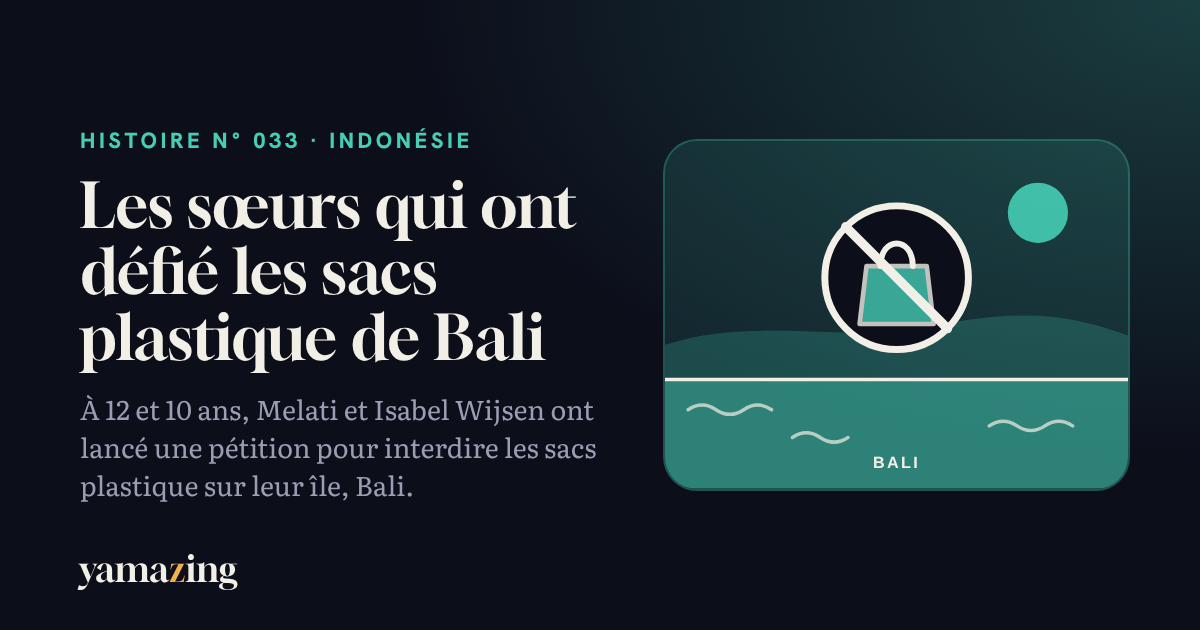 HISTOIRE N° 033 · INDONÉSIE
Les sœurs qui ont
défié les sacs
plastique de Bali
À 12 et 10 ans, Melati et Isabel Wijsen ont
lancé une pétition pour interdire les sacs
plastique sur leur île, Bali.
BALI
yamazing